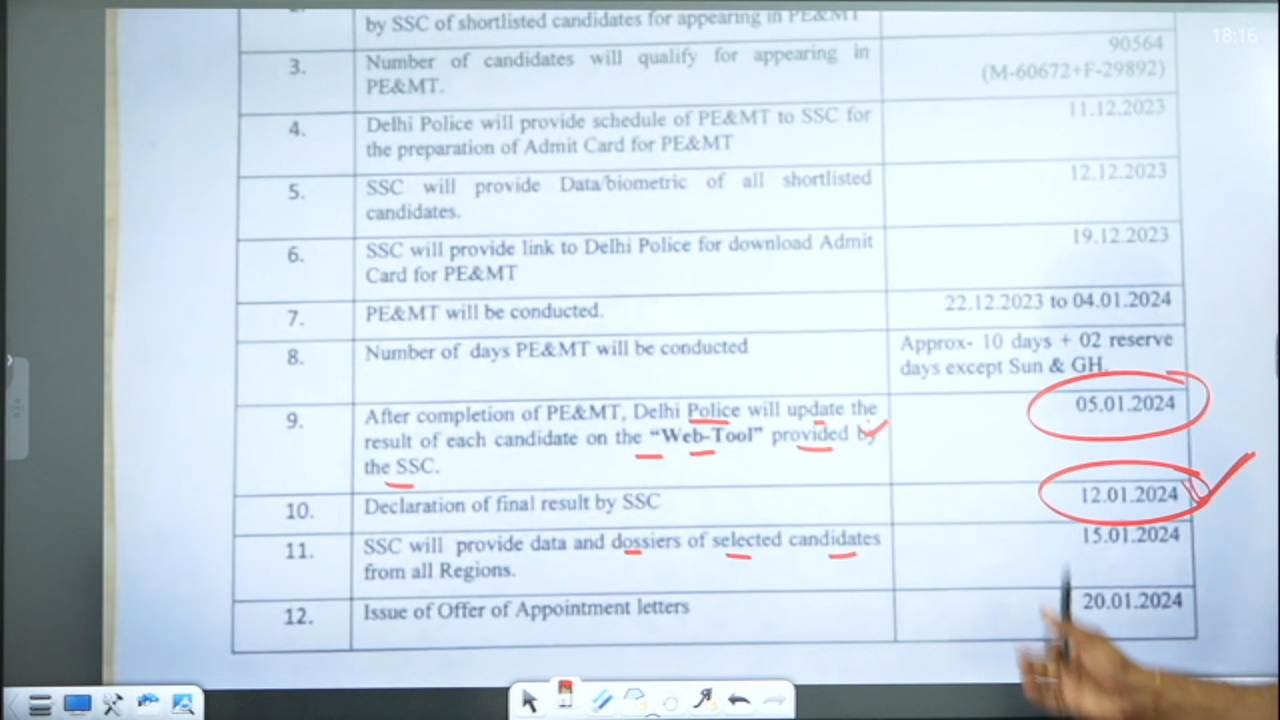 2.
by SSC of shortlisted candidates for appearing in PE&MT
18:16
3.
Number of candidates will qualify for appearing in
PE&MT.
90564
(M-60672+F-29892)
4.
Delhi Police will provide schedule of PE&MT to SSC for
the preparation of Admit Card for PE&MT
11.12.2023
5.
SSC will provide Data/biometric of all shortlisted
candidates.
12.12.2023
6.
SSC will provide link to Delhi Police for download Admit
Card for PE&MT
19.12.2023
7.
PE&MT will be conducted.
22.12.2023 to 04.01.2024
8.
Number of days PE&MT will be conducted
Approx- 10 days + 02 reserve
days except Sun & GH.
9.
After completion of PE&MT, Delhi Police will update the
result of each candidate on the “Web-Tool” provided by
the SSC.
05.01.2024
10.
Declaration of final result by SSC
12.01.2024
11.
SSC will provide data and dossiers of selected candidates
from all Regions.
15.01.2024
12.
Issue of Offer of Appointment letters
20.01.2024